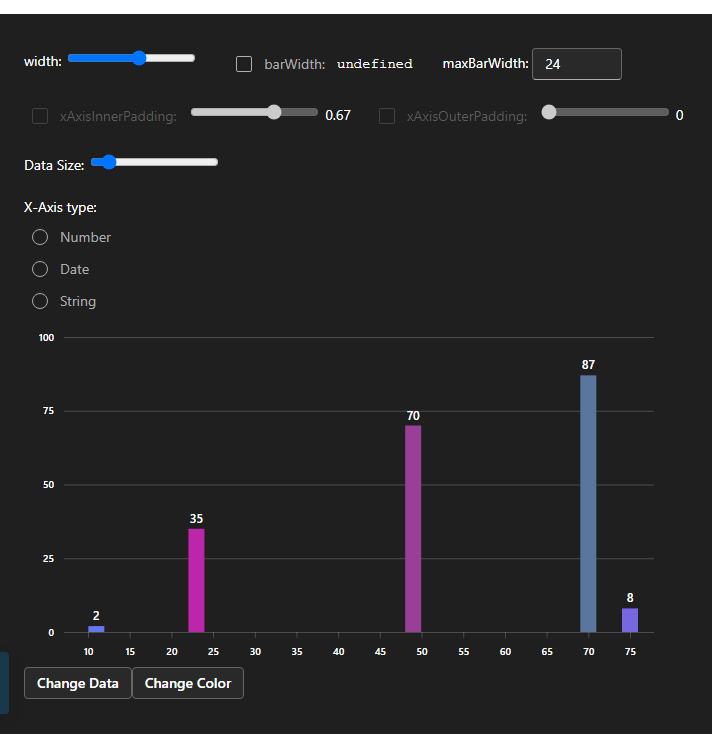 width: barWidth: undefined maxBarWidth: 24
xAxisInnerPadding: 0.67 xAxisOuterPadding: 0
Data Size:
X-Axis type:
Number
Date
String
100
87
75
70
50
35
25
8
2
0
10 15 20 25 30 35 40 45 50 55 60 65 70 75
Change Data Change Color